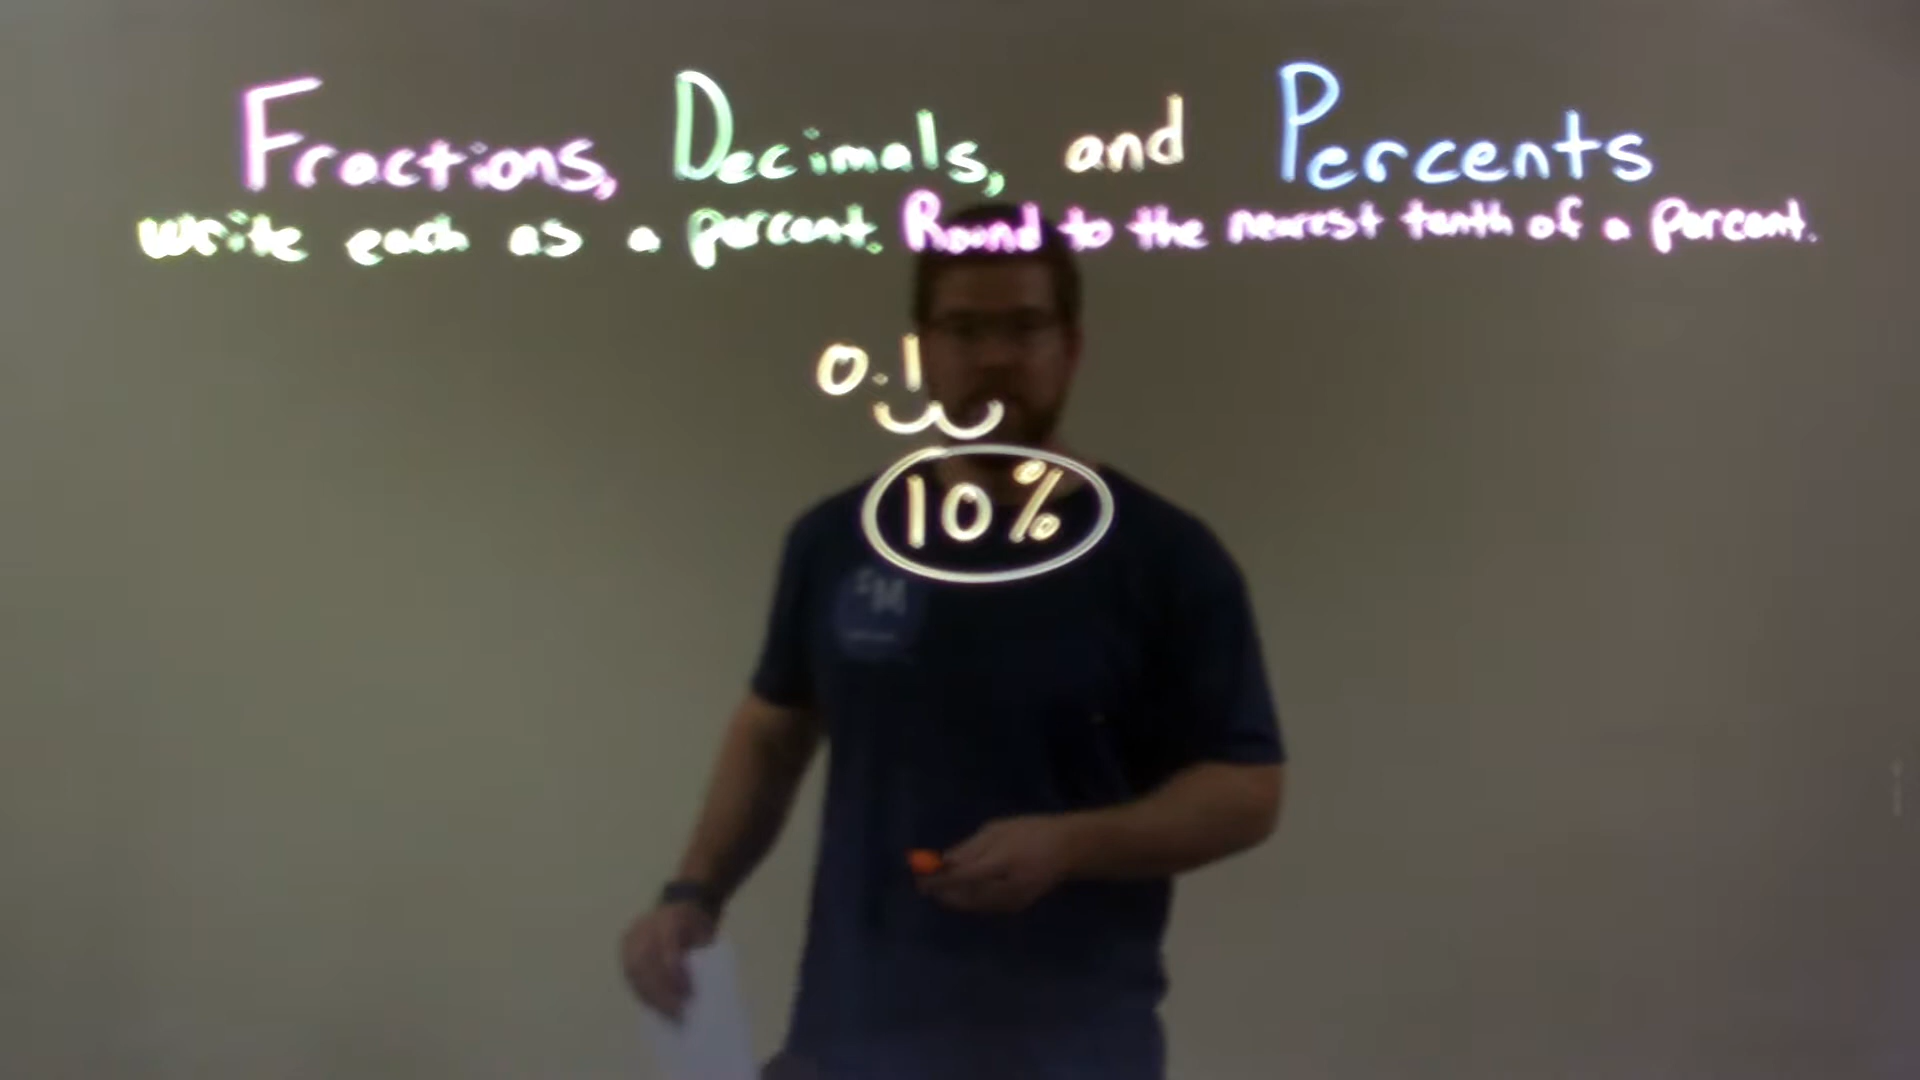 Fractions, Decimals, and Percents
Write each as a percent. Round to the nearest tenth of a percent.
0.1
10%